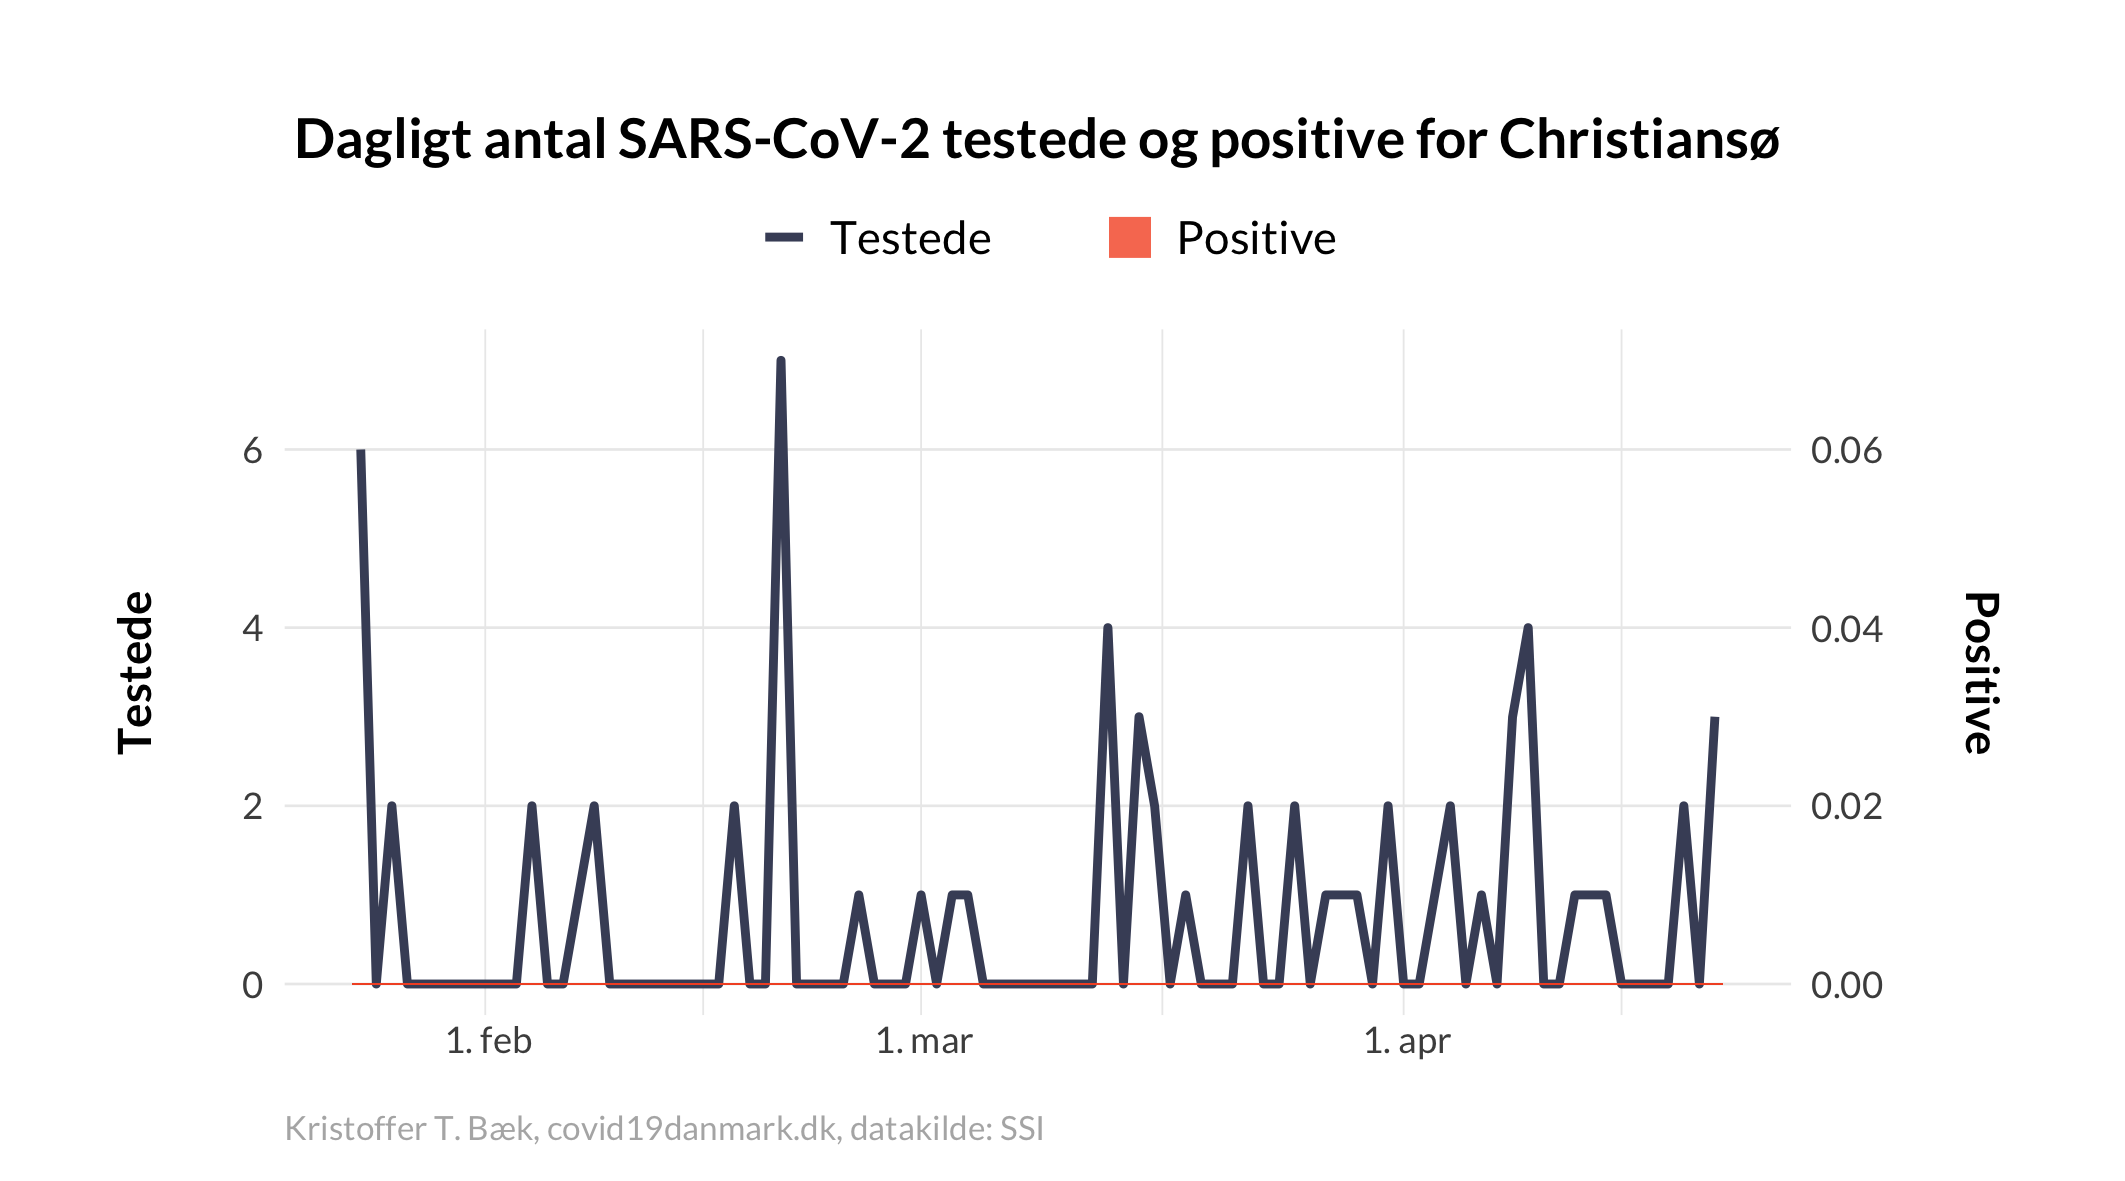 Dagligt antal SARS-CoV-2 testede og positive for Christiansø
Testede
Positive
6
4
2
0
Testede
0.06
0.04
0.02
0.00
Positive
1. feb
1. mar
1. apr
Kristoffer T. Bæk, covid19danmark.dk, datakilde: SSI